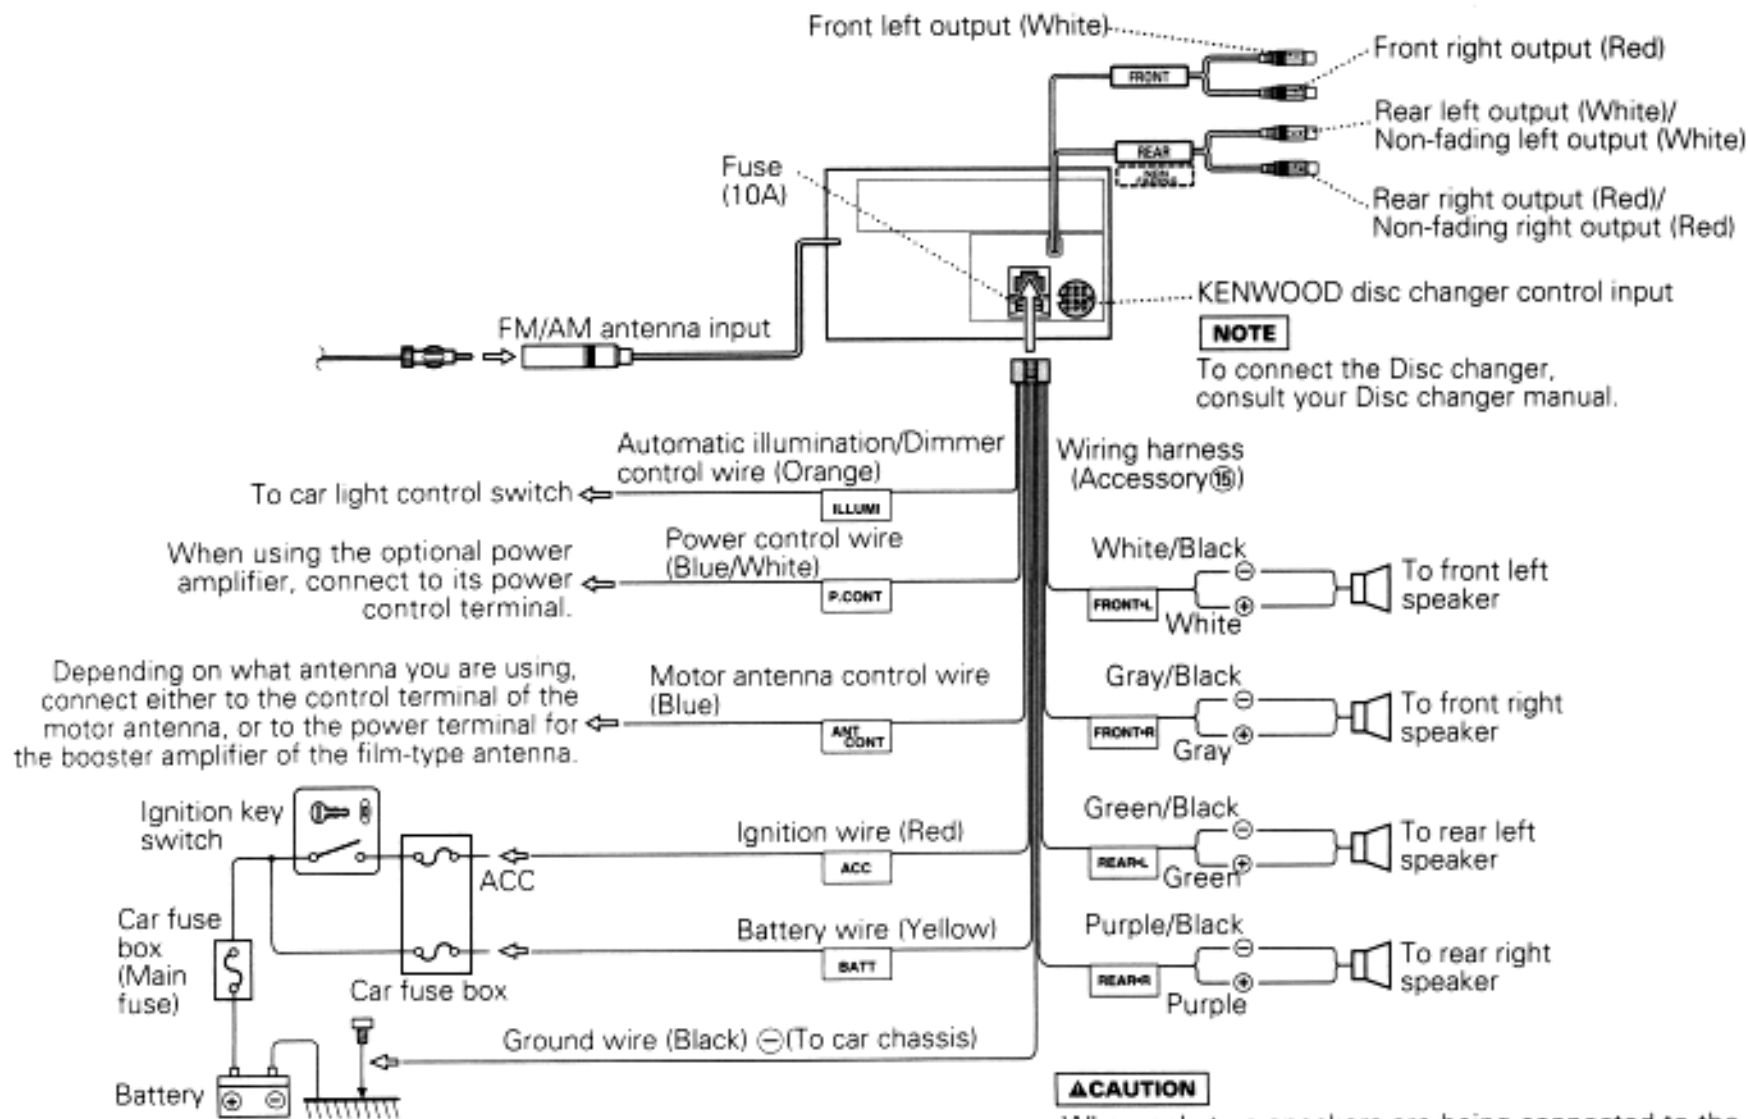 Front left output (White)
Front right output (Red)
FRONT
Rear left output (White)/
Non-fading left output (White)
REAR
Rear right output (Red)/
Non-fading right output (Red)
Fuse
(10A)
KENWOOD disc changer control input
NOTE
To connect the Disc changer,
consult your Disc changer manual.
FM/AM antenna input
Automatic illumination/Dimmer
control wire (Orange)
To car light control switch
ILLUMI
Wiring harness
(Accessory⑮)
Power control wire
(Blue/White)
When using the optional power
amplifier, connect to its power
control terminal.
P.CONT
White/Black
⊖
FRONT•L
⊕
White
To front left
speaker
Motor antenna control wire
(Blue)
Depending on what antenna you are using,
connect either to the control terminal of the
motor antenna, or to the power terminal for
the booster amplifier of the film-type antenna.
ANT
CONT
Gray/Black
⊖
FRONT•R
⊕
Gray
To front right
speaker
Ignition key
switch
Ignition wire (Red)
ACC
ACC
Green/Black
⊖
REAR•L
⊕
Green
To rear left
speaker
Car fuse
box
(Main
fuse)
Battery wire (Yellow)
BATT
Car fuse box
Purple/Black
⊖
REAR•R
⊕
Purple
To rear right
speaker
Ground wire (Black) ⊖(To car chassis)
Battery
⊕ ⊖
▲CAUTION